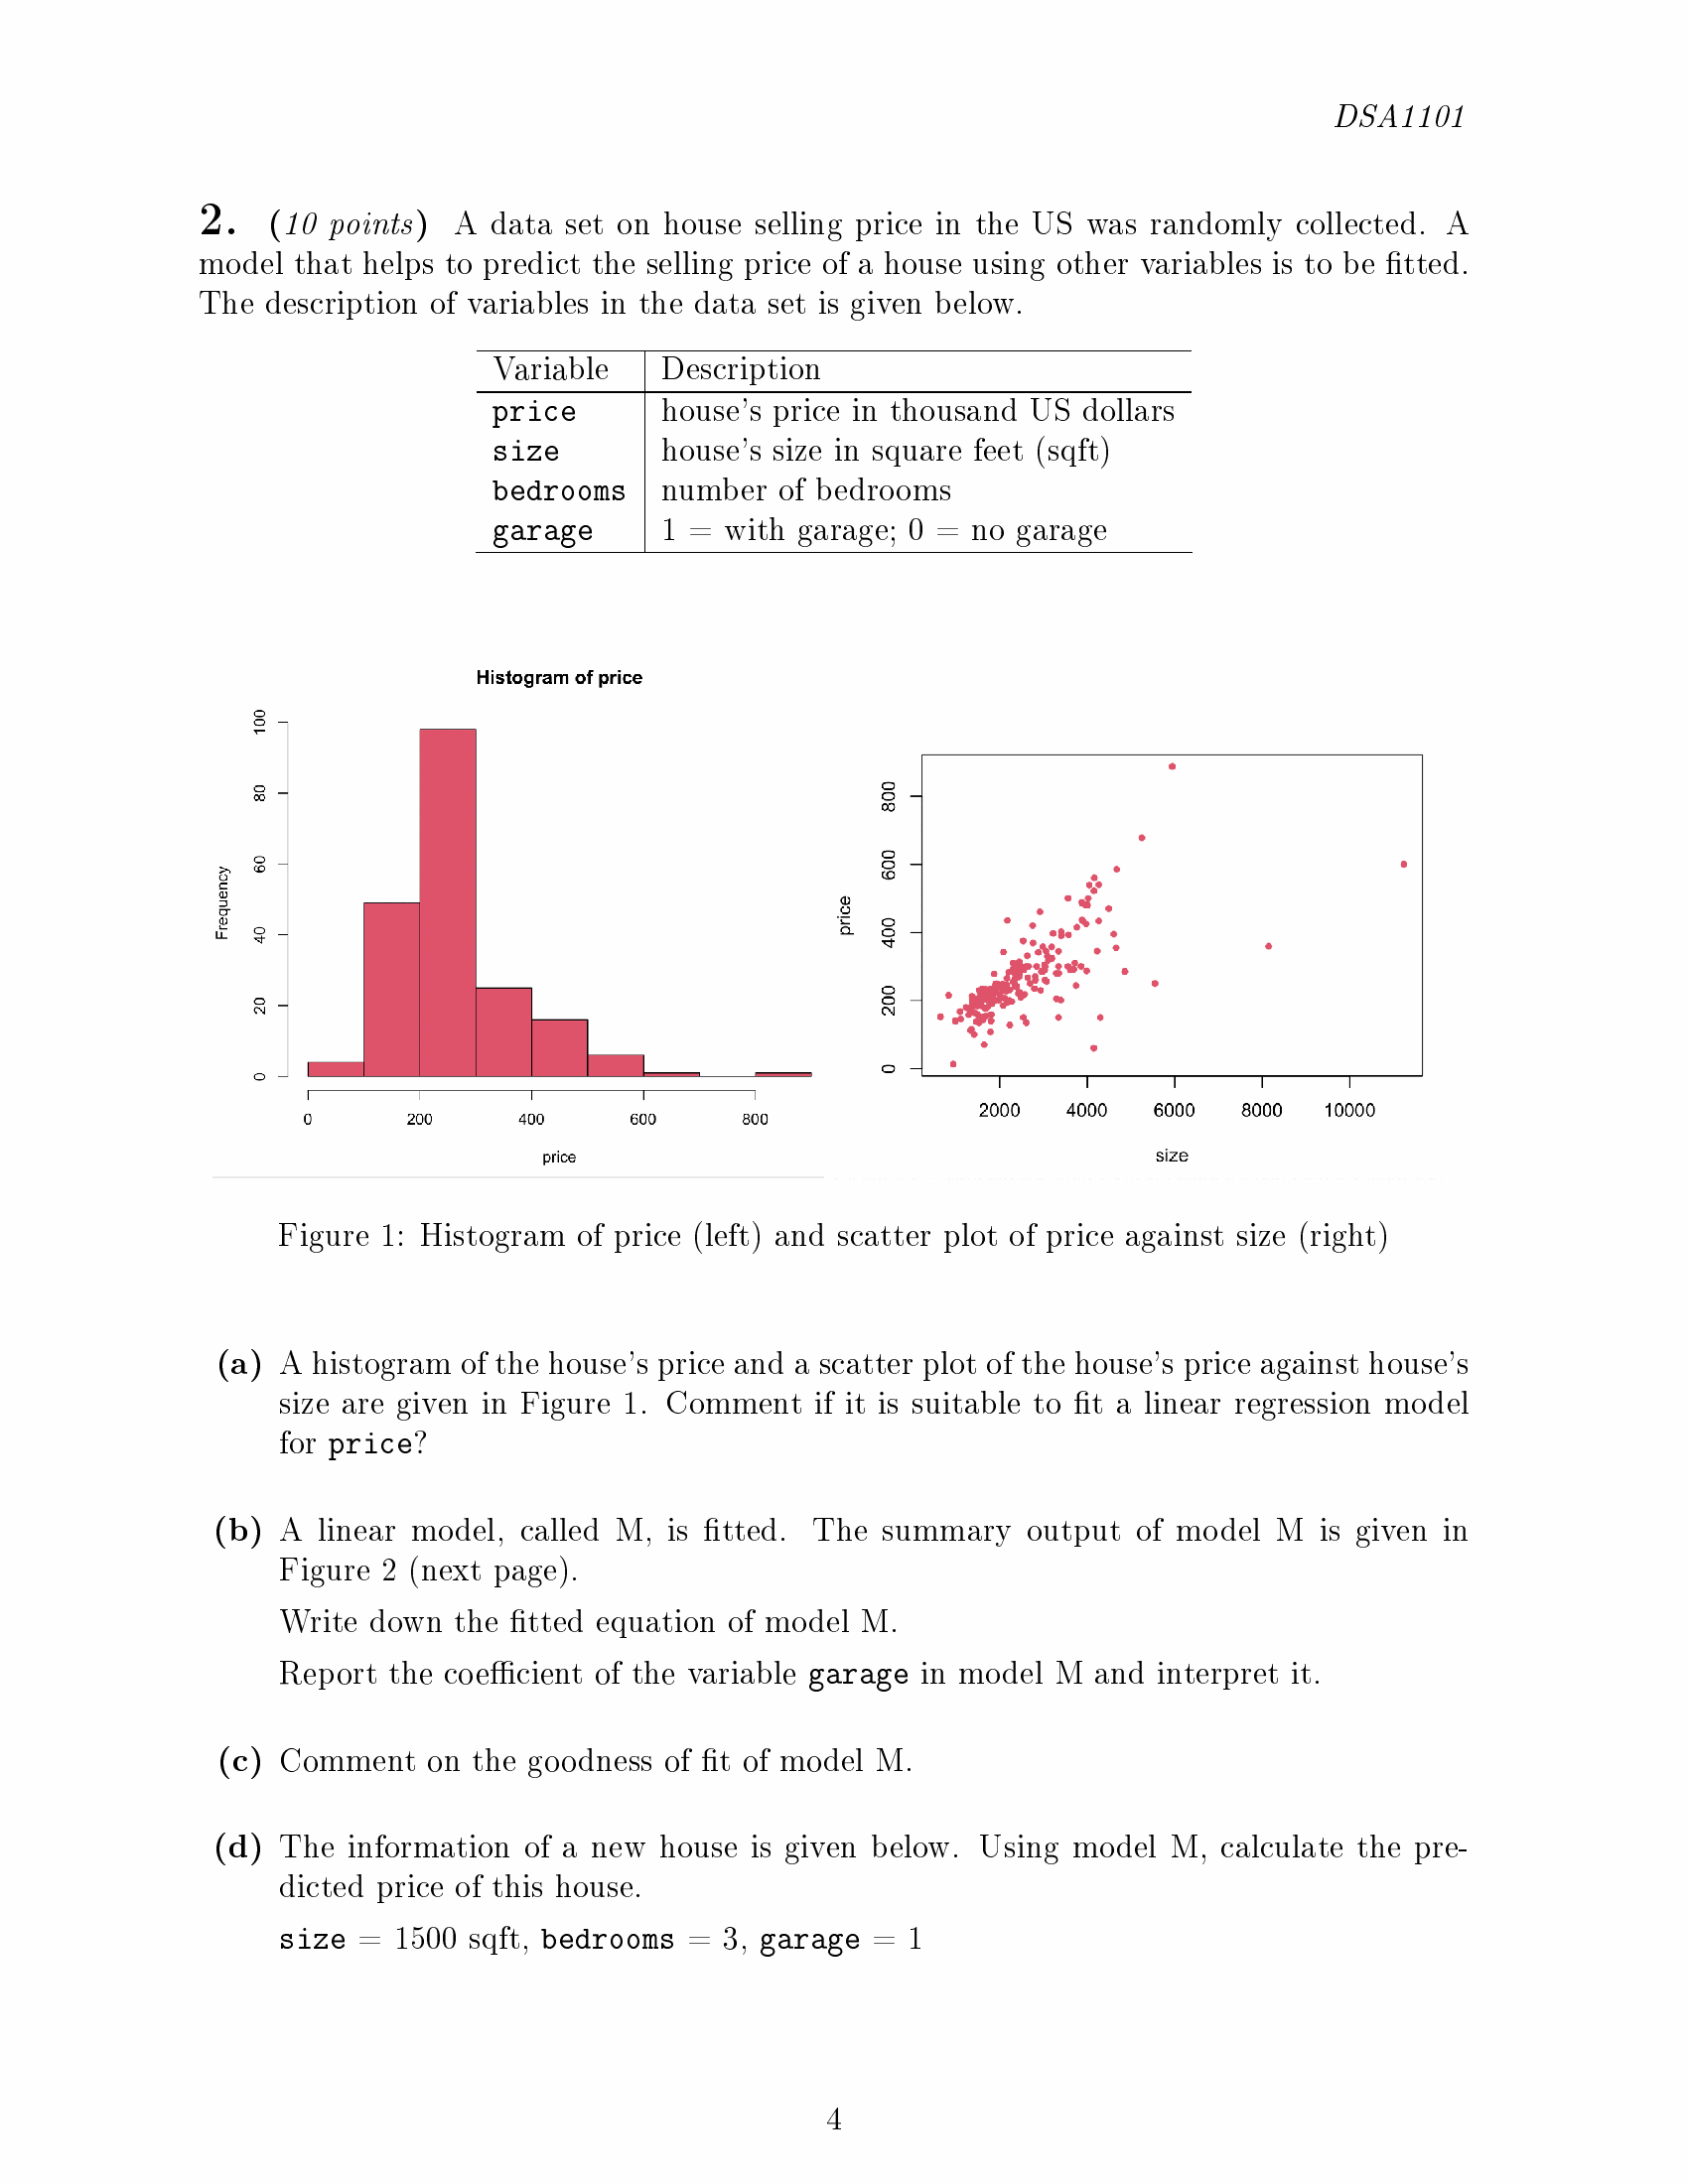 DSA1101
2. (10 points) A data set on house selling price in the US was randomly collected. A
model that helps to predict the selling price of a house using other variables is to be fitted.
The description of variables in the data set is given below.
Variable Description
price house's price in thousand US dollars
size house's size in square feet (sqft)
bedrooms number of bedrooms
garage 1 = with garage; 0 = no garage
Histogram of price
Frequency
0 20 40 60 80 100
0 200 400 600 800
price
price
0 200 400 600 800
2000 4000 6000 8000 10000
size
Figure 1: Histogram of price (left) and scatter plot of price against size (right)
(a) A histogram of the house's price and a scatter plot of the house's price against house's
size are given in Figure 1. Comment if it is suitable to fit a linear regression model
for price?
(b) A linear model, called M, is fitted. The summary output of model M is given in
Figure 2 (next page).
Write down the fitted equation of model M.
Report the coefficient of the variable garage in model M and interpret it.
(c) Comment on the goodness of fit of model M.
(d) The information of a new house is given below. Using model M, calculate the pre-
dicted price of this house.
size = 1500 sqft, bedrooms = 3, garage = 1
4